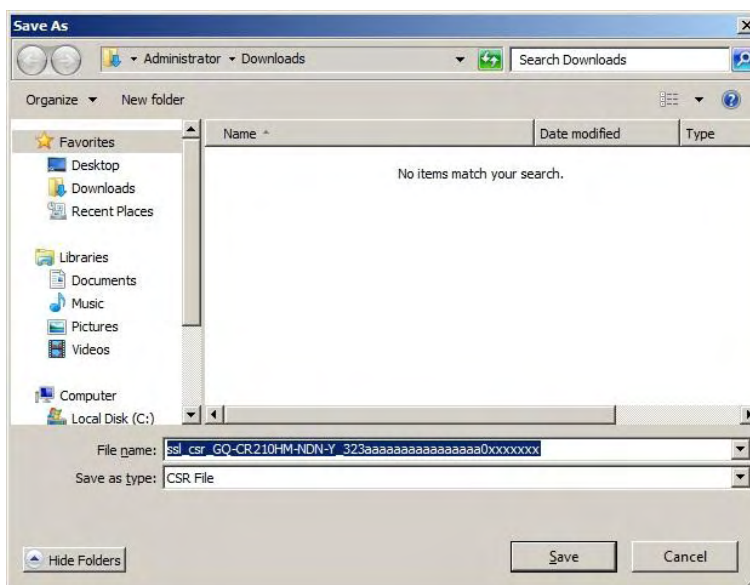 Save As
Administrator Downloads
Search Downloads
Organize New folder
Name Date modified Type
No items match your search.
Favorites
Desktop
Downloads
Recent Places
Libraries
Documents
Music
Pictures
Videos
Computer
Local Disk (C:)
File name: ssl_csr_GQ-CR210HM-NDN-Y_323aaaaaaaaaaaaaaaaa0xxxxxxx
Save as type: CSR File
Hide Folders
Save Cancel